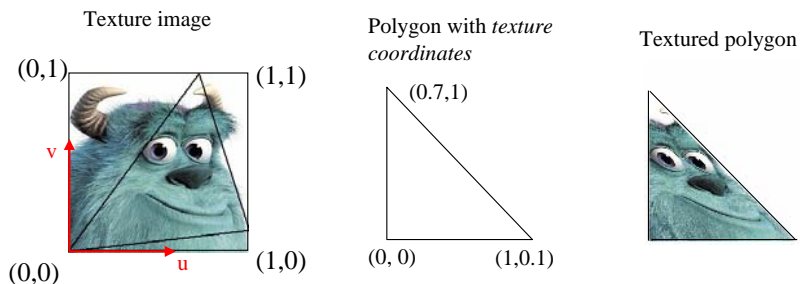 Texture image
(0,1)
(1,1)
v
u
(0,0)
(1,0)
Polygon with texture
coordinates
(0.7,1)
(0, 0)
(1,0.1)
Textured polygon